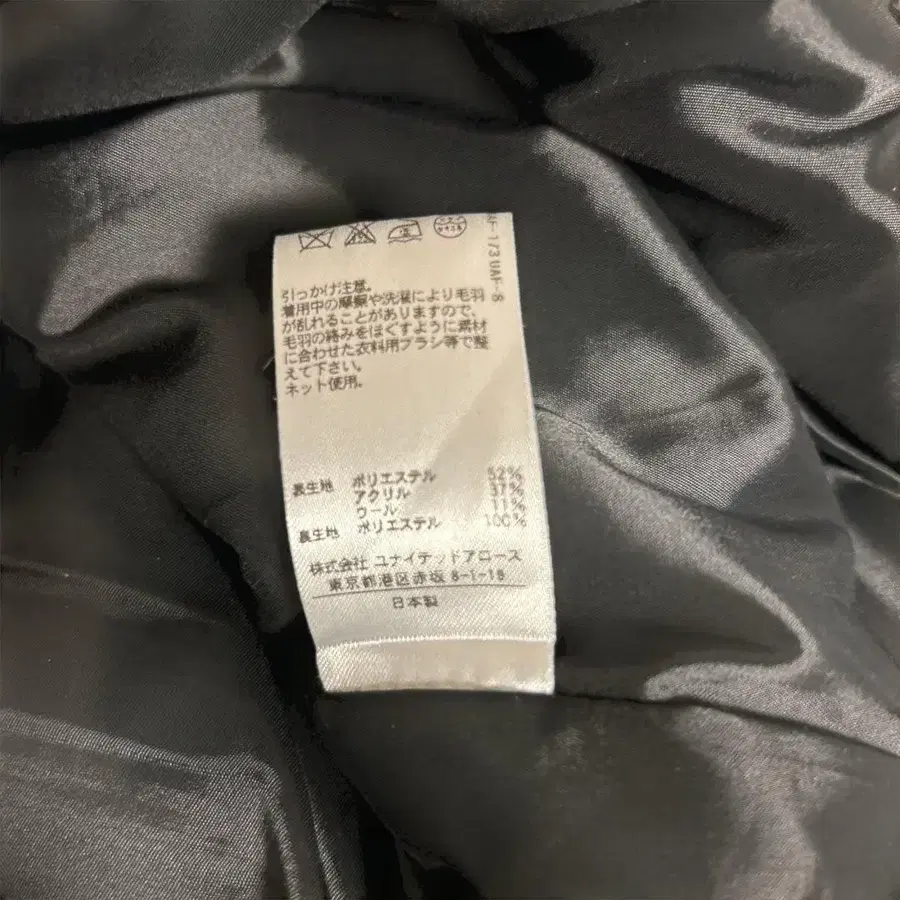 引っかけ注意。
着用中の摩擦や洗濯により毛羽
が乱れることがありますので、
毛羽の絡みをほぐすように素材
に合わせた衣料用ブラシ等で整
えて下さい。
ネット使用。
表生地 ポリエステル 52%
アクリル 37%
ウール 11%
裏生地 ポリエステル 100%
株式会社 ユナイテッドアローズ
東京都港区赤坂 8-1-19
日本製